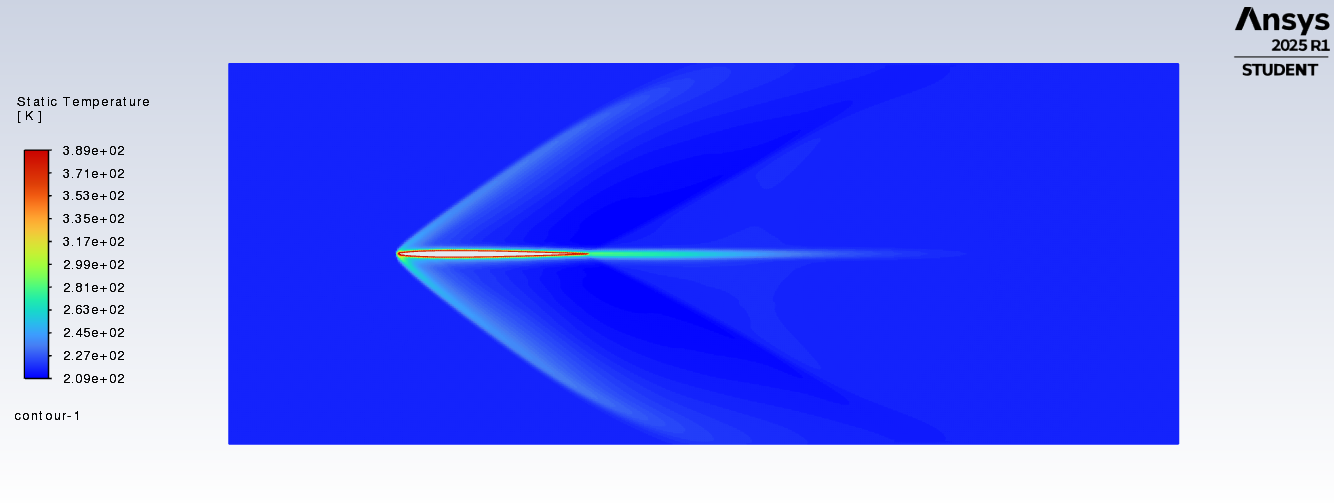 Ansys
2025 R1
STUDENT
Static Temperature
[ K ]
3.89e+02
3.71e+02
3.53e+02
3.35e+02
3.17e+02
2.99e+02
2.81e+02
2.63e+02
2.45e+02
2.27e+02
2.09e+02
contour-1